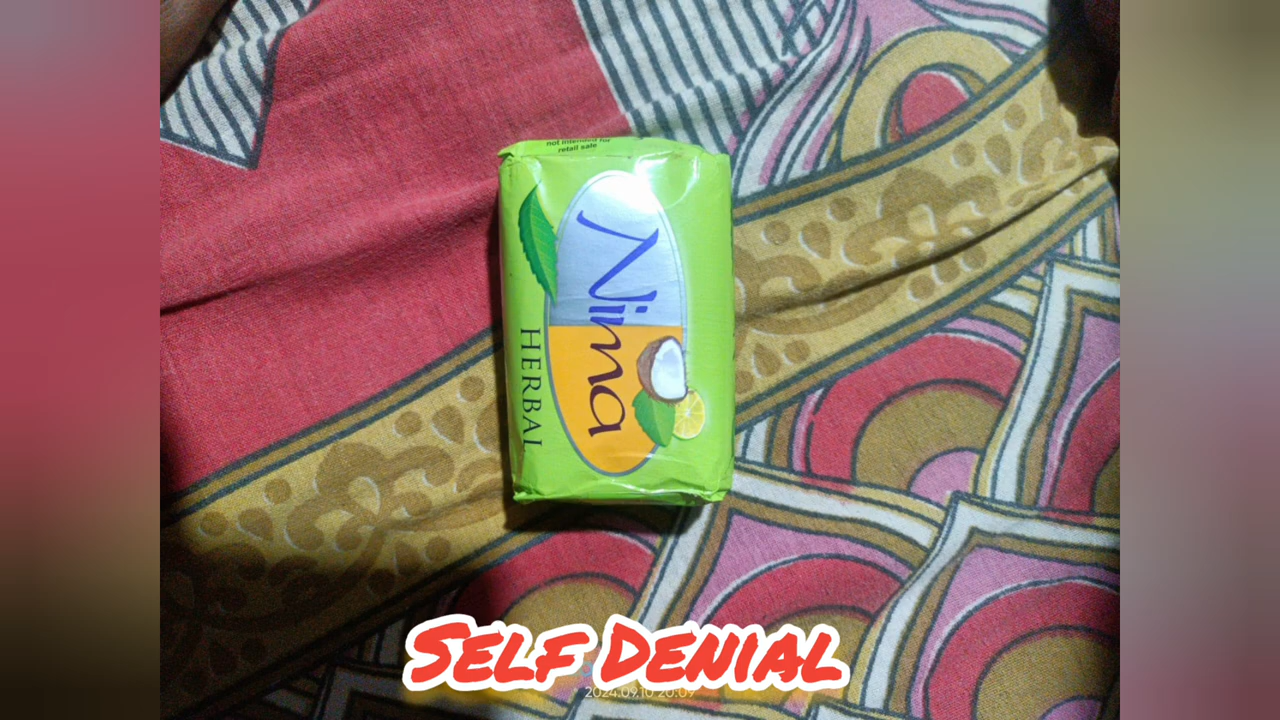 not intended for
retail sale
Nima
HERBAL
SELF DENIAL
2024.09.10 20:09